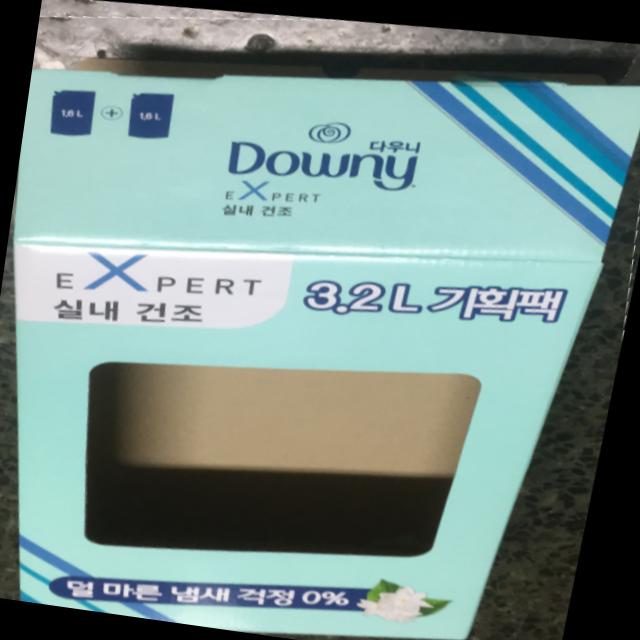 1.6 L + 1.6 L
다우니
Downy
EXPERT
실내 건조
EXPERT
실내 건조
3.2L 기획팩
덜 마른 냄새 걱정 0%